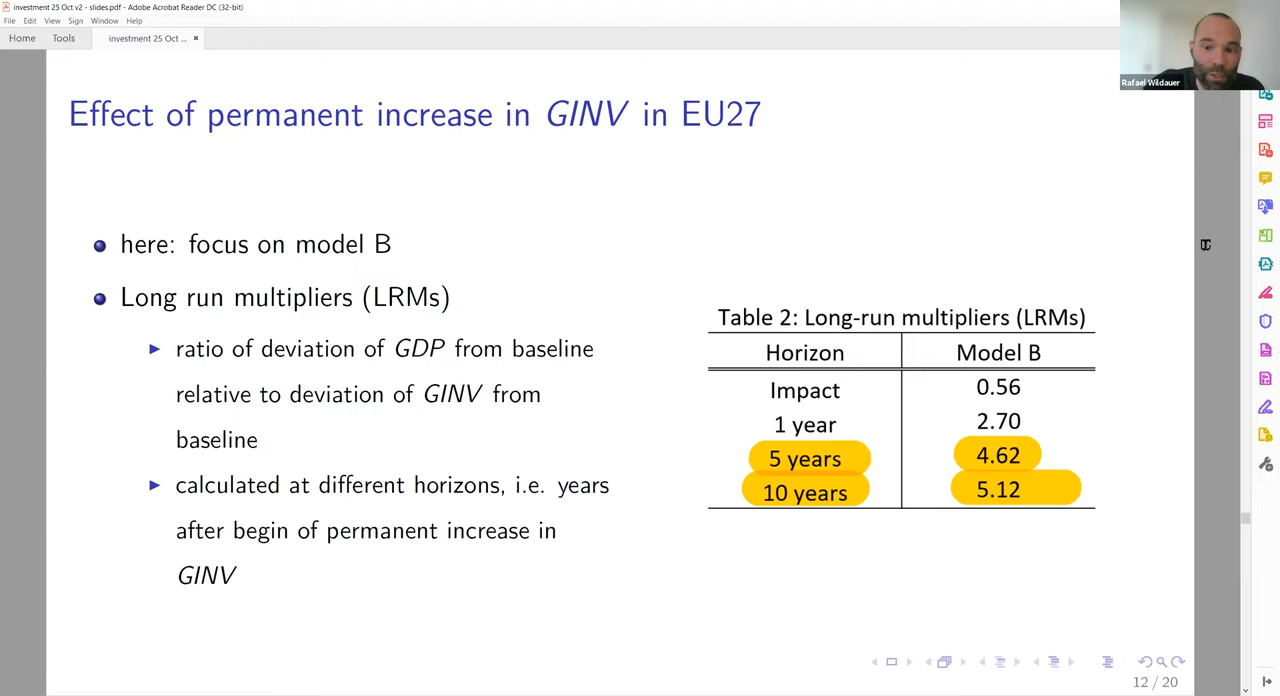 investment 25 Oct v2 - slides.pdf - Adobe Acrobat Reader DC (32-bit)
File Edit View Sign Window Help
Home Tools investment 25 Oct ... ×
Rafael Wildauer
Effect of permanent increase in GINV in EU27
here: focus on model B
Long run multipliers (LRMs)
ratio of deviation of GDP from baseline
relative to deviation of GINV from
baseline
calculated at different horizons, i.e. years
after begin of permanent increase in
GINV
Table 2: Long-run multipliers (LRMs)
Horizon Model B
Impact 0.56
1 year 2.70
5 years 4.62
10 years 5.12
12 / 20